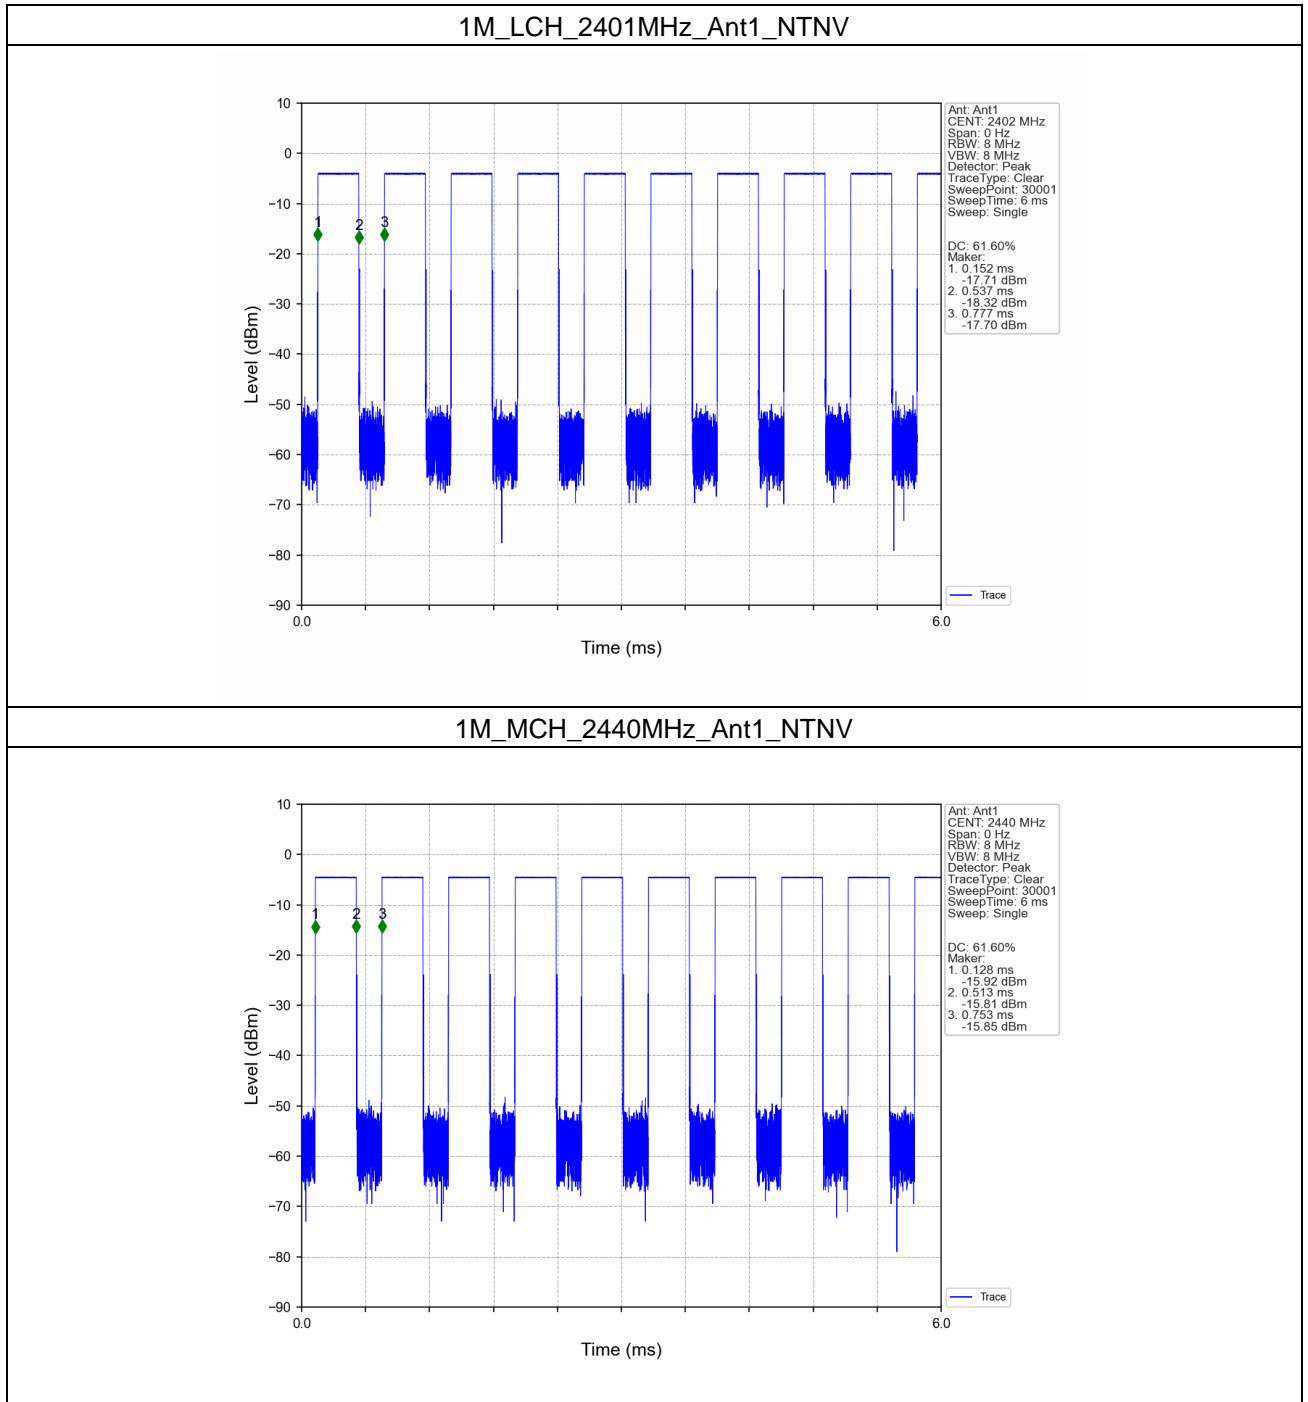 1M_LCH_2401MHz_Ant1_NTNV
10
0
−10
−20
−30
−40
−50
−60
−70
−80
−90
Level (dBm)
1
2
3
0.0
6.0
Time (ms)
Ant: Ant1
CENT: 2402 MHz
Span: 0 Hz
RBW: 8 MHz
VBW: 8 MHz
Detector: Peak
TraceType: Clear
SweepPoint: 30001
SweepTime: 6 ms
Sweep: Single
DC: 61.60%
Maker:
1. 0.152 ms
-17.71 dBm
2. 0.537 ms
-18.32 dBm
3. 0.777 ms
-17.70 dBm
Trace
1M_MCH_2440MHz_Ant1_NTNV
10
0
−10
−20
−30
−40
−50
−60
−70
−80
−90
Level (dBm)
1
2
3
0.0
6.0
Time (ms)
Ant: Ant1
CENT: 2440 MHz
Span: 0 Hz
RBW: 8 MHz
VBW: 8 MHz
Detector: Peak
TraceType: Clear
SweepPoint: 30001
SweepTime: 6 ms
Sweep: Single
DC: 61.60%
Maker:
1. 0.128 ms
-15.92 dBm
2. 0.513 ms
-15.81 dBm
3. 0.753 ms
-15.85 dBm
Trace